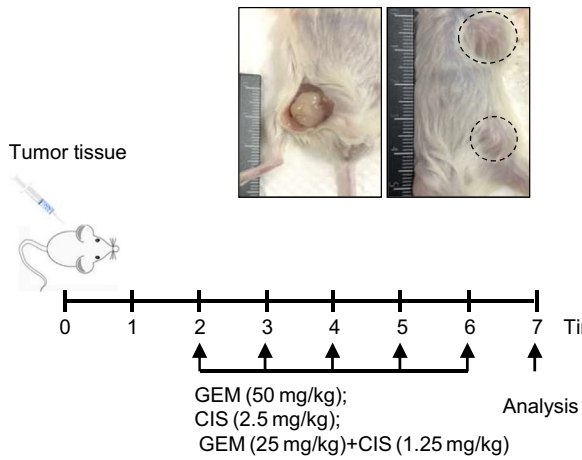 Tumor tissue
0 1 2 3 4 5 6 7
GEM (50 mg/kg);
CIS (2.5 mg/kg);
GEM (25 mg/kg)+CIS (1.25 mg/kg)
Analysis